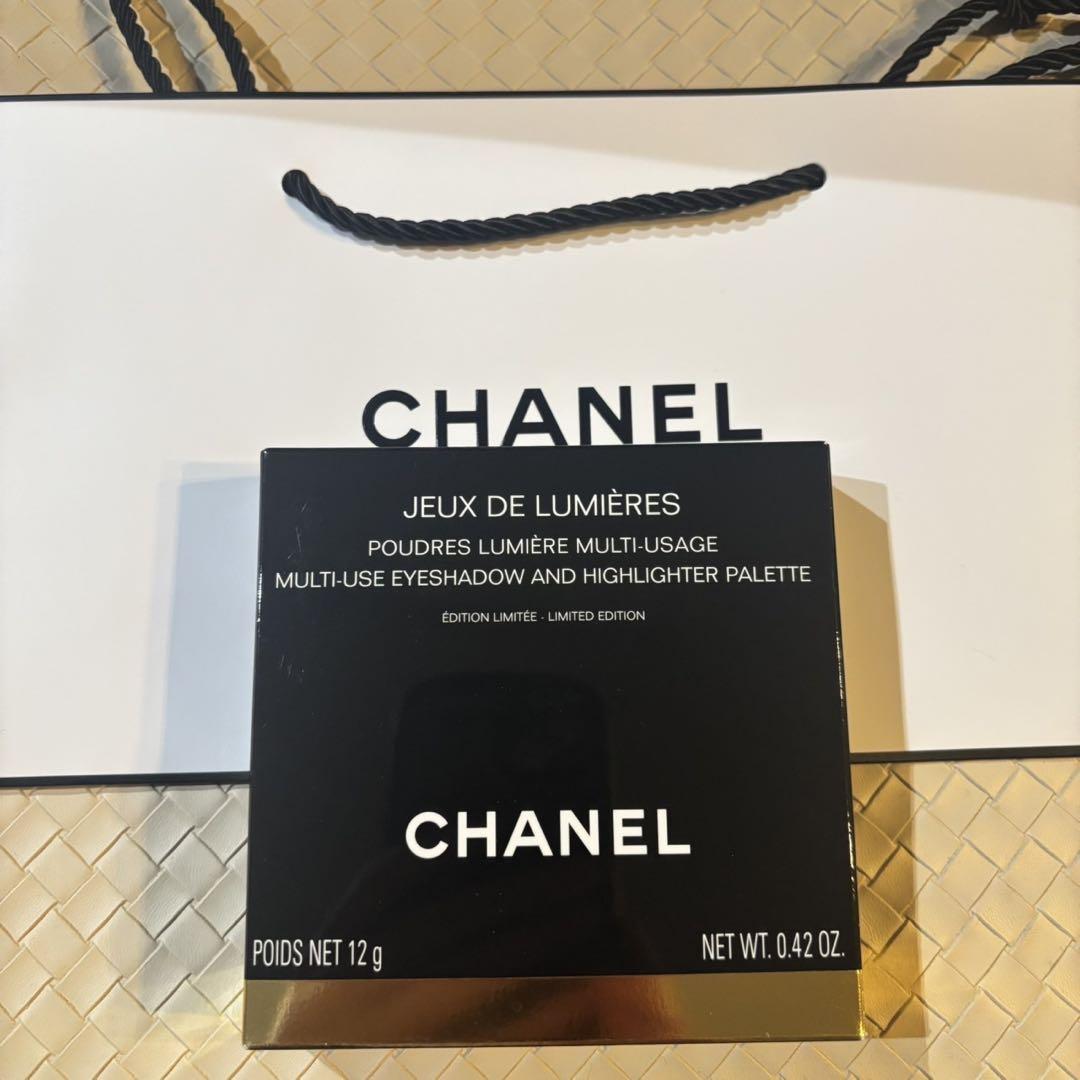 CHANEL
JEUX DE LUMIÈRES
POUDRES LUMIÈRE MULTI-USAGE
MULTI-USE EYESHADOW AND HIGHLIGHTER PALETTE
ÉDITION LIMITÉE - LIMITED EDITION
CHANEL
POIDS NET 12 g
NET WT. 0.42 OZ.